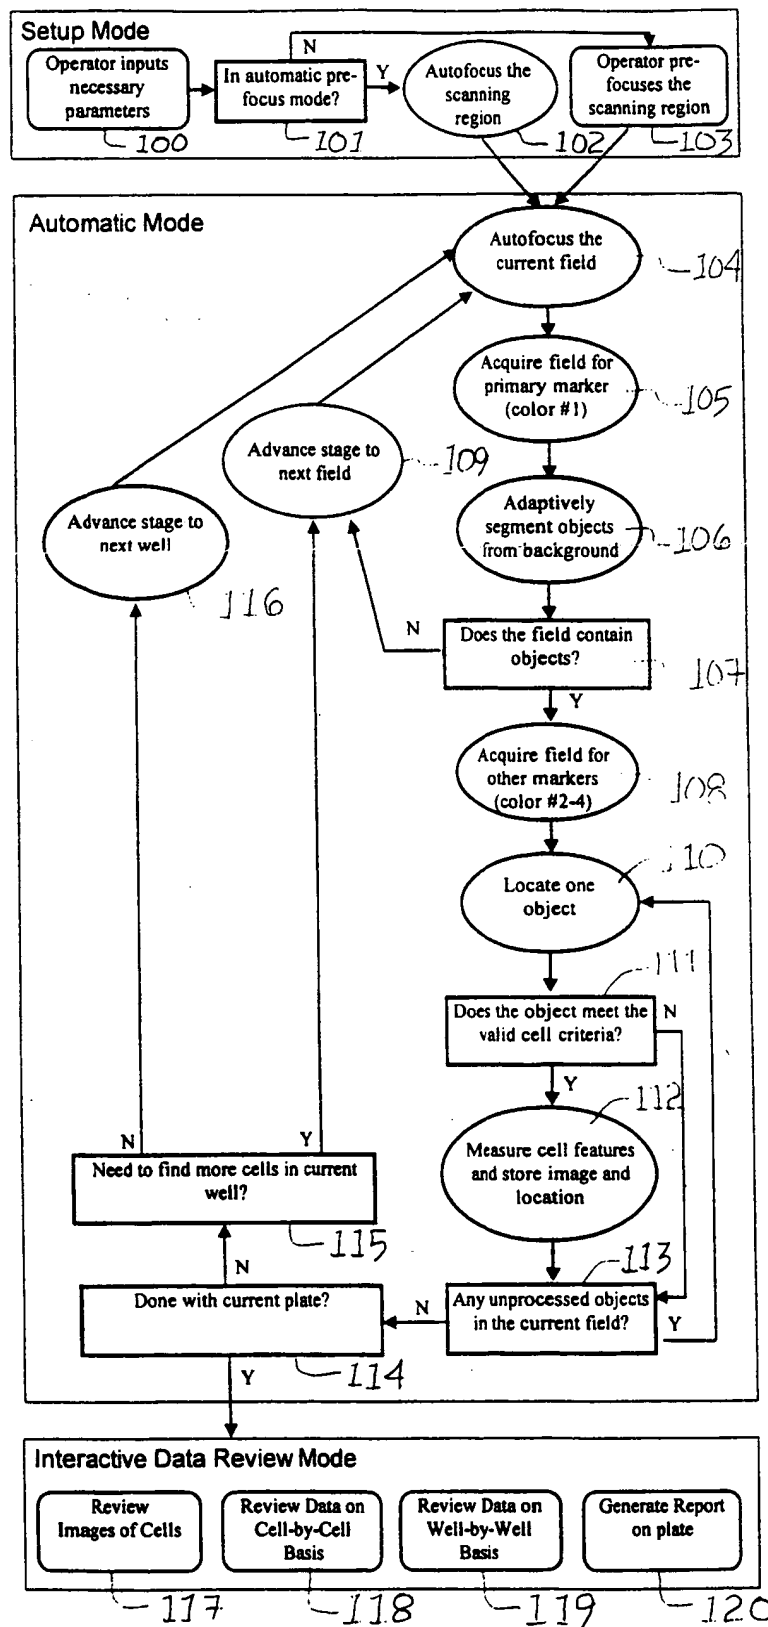 Setup Mode
Operator inputs
necessary
parameters
100
In automatic pre-
focus mode?
101
N
Y
Autofocus the
scanning
region
102
Operator pre-
focuses the
scanning region
103
Automatic Mode
Autofocus the
current field
104
Acquire field for
primary marker
(color #1)
105
Advance stage to
next field
109
Adaptively
segment objects
from background
106
Advance stage to
next well
116
N
Does the field contain
objects?
107
Y
Acquire field for
other markers
(color #2-4)
108
110
Locate one
object
111
Does the object meet the
valid cell criteria?
N
Y
112
Measure cell features
and store image and
location
N
Y
Need to find more cells in current
well?
115
N
113
Any unprocessed objects
in the current field?
Y
N
Done with current plate?
114
Y
Interactive Data Review Mode
Review
Images of Cells
117
Review Data on
Cell-by-Cell
Basis
118
Review Data on
Well-by-Well
Basis
119
Generate Report
on plate
120